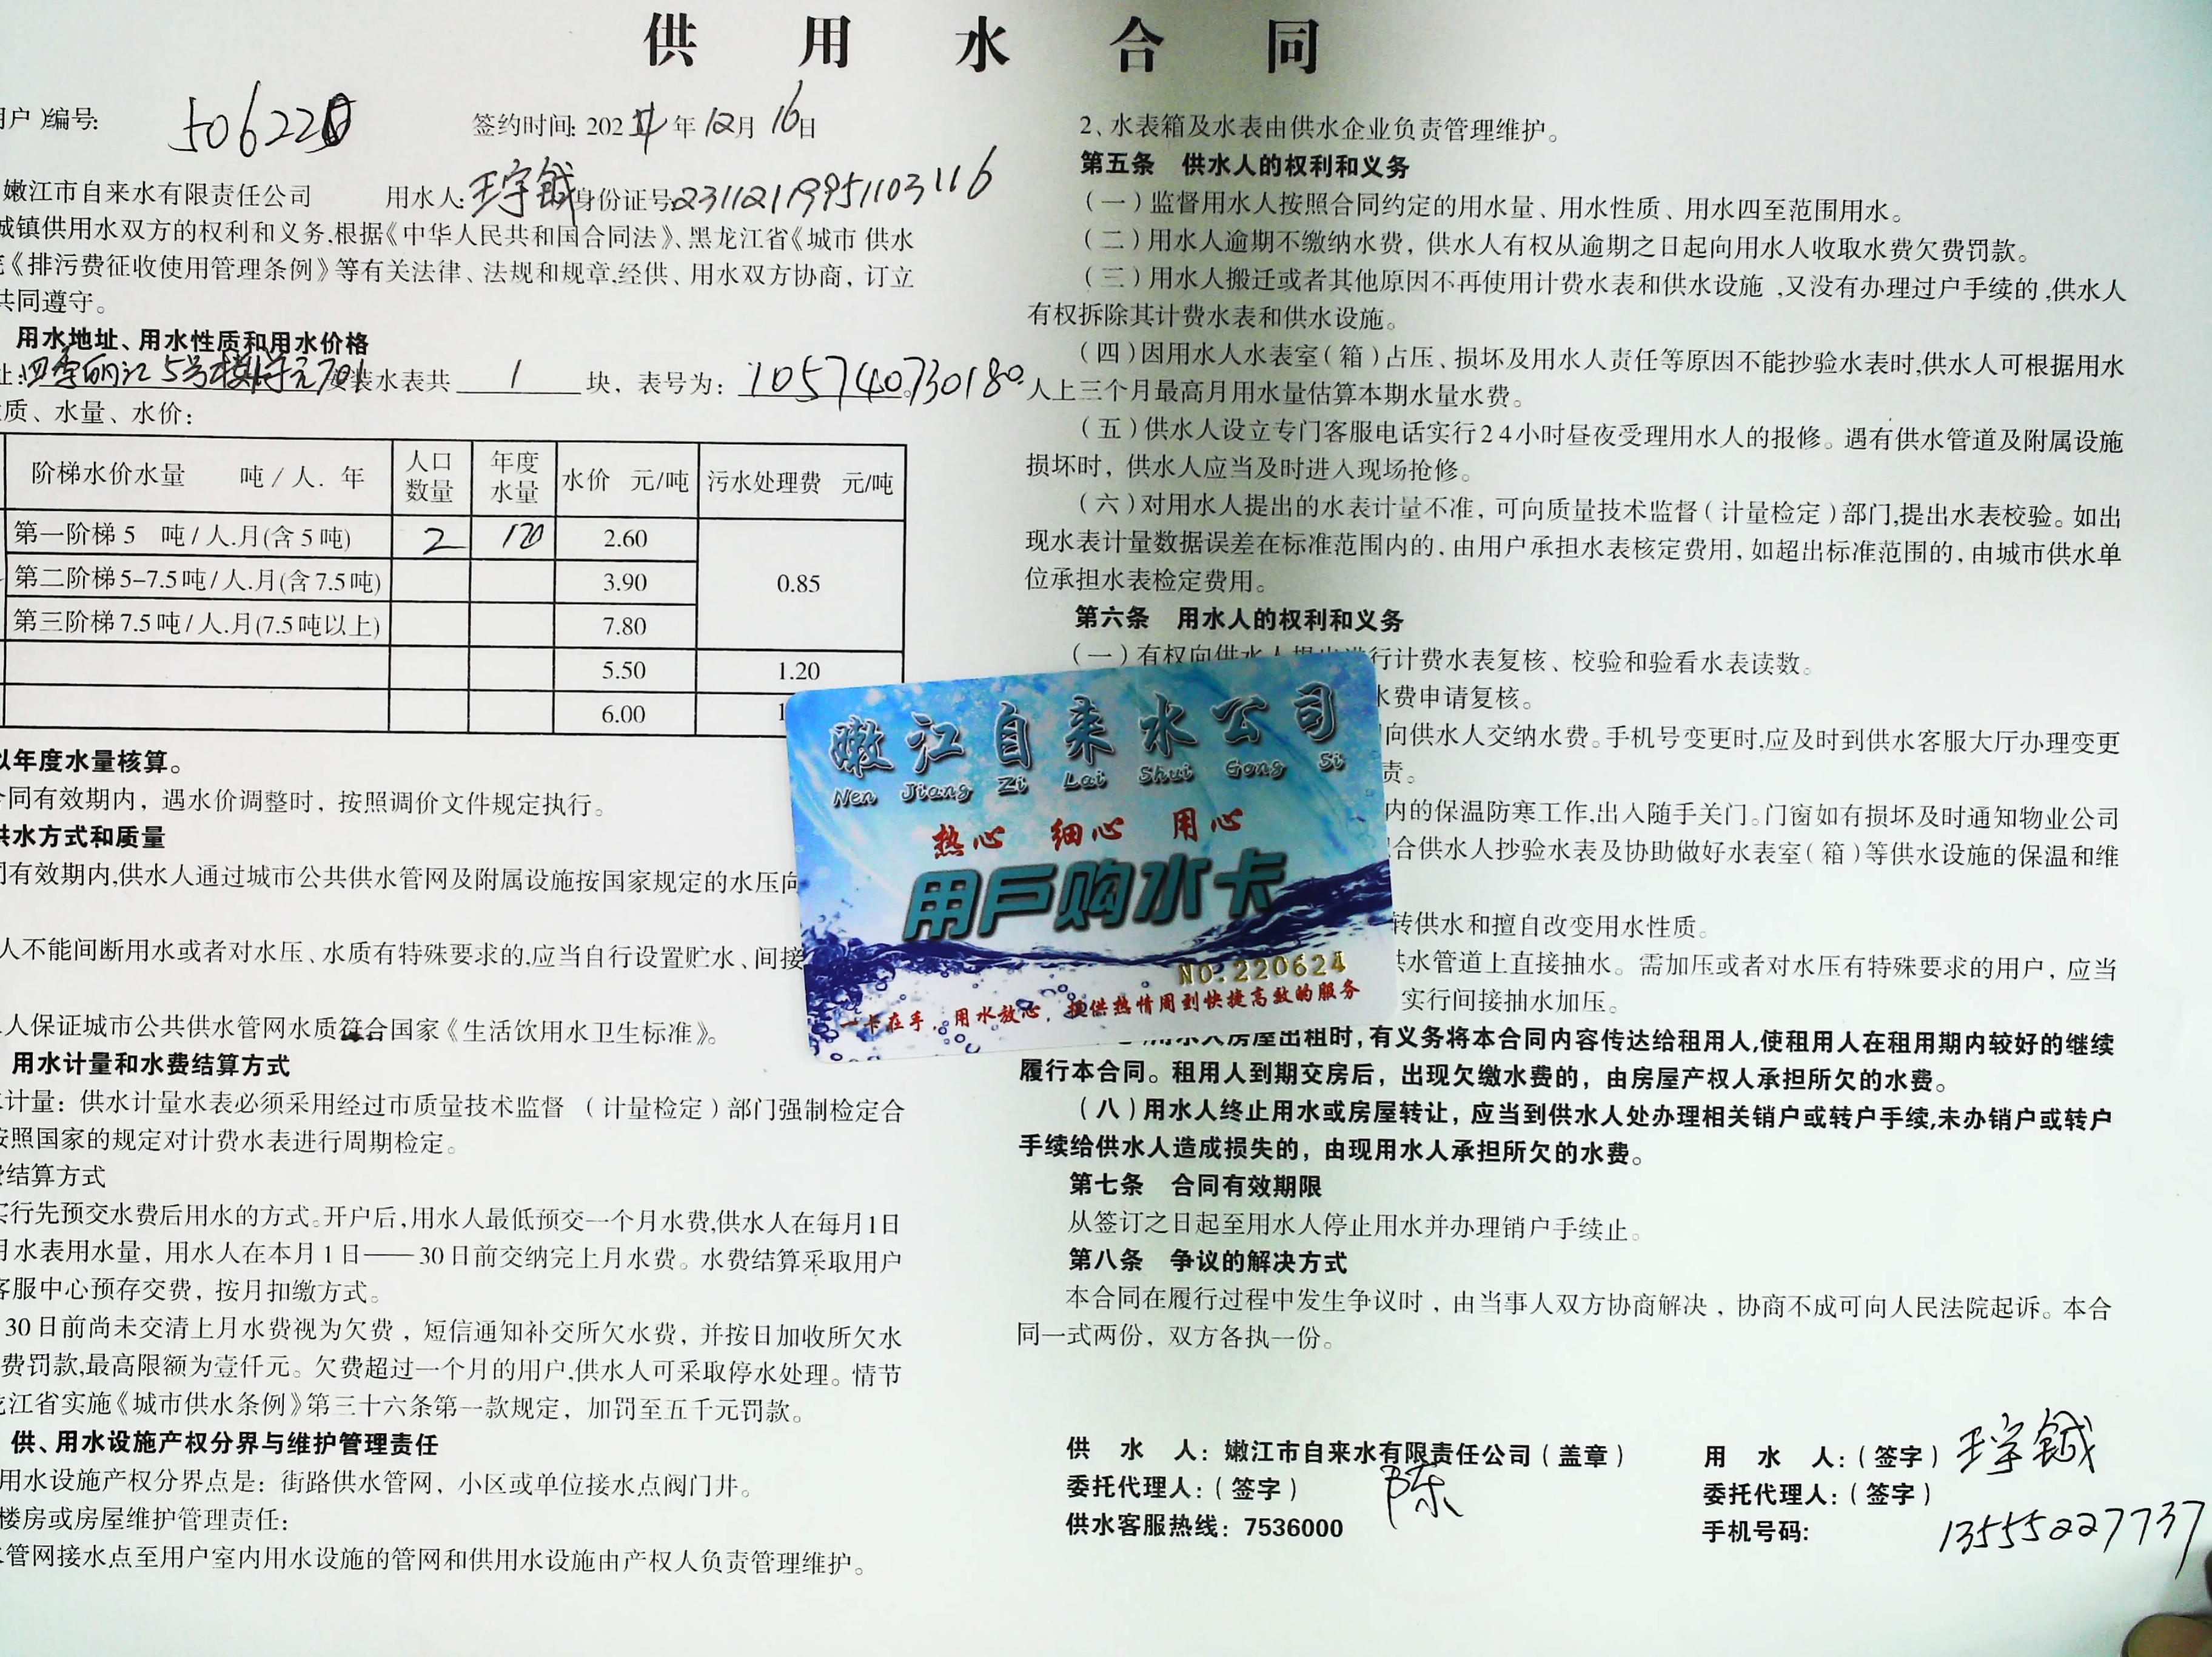 供用水合同
户）编号: 506220
签约时间: 202 年 12月 16日
嫩江市自来水有限责任公司 用水人: 王宇铖 身份证号: 23112119951103116
城镇供用水双方的权利和义务,根据《中华人民共和国合同法》、黑龙江省《城市 供水
《排污费征收使用管理条例》等有关法律、法规和规章,经供、用水双方协商, 订立
共同遵守。
用水地址、用水性质和用水价格
址: 四季丽江 5号楼 701 安装水表共 1 块, 表号为: 105740730180
质、水量、水价:
阶梯水价水量 吨/人. 年 人口数量 年度水量 水价 元/吨 污水处理费 元/吨
第一阶梯 5 吨/人.月(含 5 吨) 2 120 2.60 0.85
第二阶梯 5-7.5 吨/人.月(含 7.5 吨) 3.90
第三阶梯 7.5 吨/人.月(7.5 吨以上) 7.80
5.50 1.20
6.00 1
以年度水量核算。
合同有效期内, 遇水价调整时, 按照调价文件规定执行。
供水方式和质量
同有效期内,供水人通过城市公共供水管网及附属设施按国家规定的水压向
人不能间断用水或者对水压、水质有特殊要求的,应当自行设置贮水、间接
人保证城市公共供水管网水质符合国家《生活饮用水卫生标准》。
用水计量和水费结算方式
计量: 供水计量水表必须采用经过市质量技术监督 (计量检定) 部门强制检定合
按照国家的规定对计费水表进行周期检定。
费结算方式
实行先预交水费后用水的方式。开户后,用水人最低预交一个月水费,供水人在每月1日
月水表用水量, 用水人在本月 1 日——30 日前交纳完上月水费。水费结算采取用户
客服中心预存交费, 按月扣缴方式。
30 日前尚未交清上月水费视为欠费, 短信通知补交所欠水费, 并按日加收所欠水
费罚款,最高限额为壹仟元。欠费超过一个月的用户,供水人可采取停水处理。情节
龙江省实施《城市供水条例》第三十六条第一款规定, 加罚至五千元罚款。
供、用水设施产权分界与维护管理责任
用水设施产权分界点是: 街路供水管网, 小区或单位接水点阀门井。
楼房或房屋维护管理责任:
管网接水点至用户室内用水设施的管网和供用水设施由产权人负责管理维护。
2、水表箱及水表由供水企业负责管理维护。
第五条 供水人的权利和义务
(一) 监督用水人按照合同约定的用水量、用水性质、用水四至范围用水。
(二) 用水人逾期不缴纳水费, 供水人有权从逾期之日起向用水人收取水费欠费罚款。
(三) 用水人搬迁或者其他原因不再使用计费水表和供水设施 ,又没有办理过户手续的 ,供水人
有权拆除其计费水表和供水设施。
(四) 因用水人水表室 (箱) 占压、损坏及用水人责任等原因不能抄验水表时,供水人可根据用水
人上三个月最高月用水量估算本期水量水费。
(五) 供水人设立专门客服电话实行24小时昼夜受理用水人的报修。遇有供水管道及附属设施
损坏时, 供水人应当及时进入现场抢修。
(六) 对用水人提出的水表计量不准, 可向质量技术监督 (计量检定) 部门,提出水表校验。如出
现水表计量数据误差在标准范围内的, 由用户承担水表核定费用, 如超出标准范围的, 由城市供水单
位承担水表检定费用。
第六条 用水人的权利和义务
(一) 有权向供水人提出进行计费水表复核、校验和验看水表读数。
水费申请复核。
向供水人交纳水费。手机号变更时,应及时到供水客服大厅办理变更
责。
内的保温防寒工作,出入随手关门。门窗如有损坏及时通知物业公司
合供水人抄验水表及协助做好水表室 (箱) 等供水设施的保温和维
转供水和擅自改变用水性质。
供水管道上直接抽水。需加压或者对水压有特殊要求的用户, 应当
实行间接抽水加压。
用水人房屋出租时, 有义务将本合同内容传达给租用人,使租用人在租用期内较好的继续
履行本合同。租用人到期交房后, 出现欠缴水费的, 由房屋产权人承担所欠的水费。
(八) 用水人终止用水或房屋转让, 应当到供水人处办理相关销户或转户手续,未办销户或转户
手续给供水人造成损失的, 由现用水人承担所欠的水费。
第七条 合同有效期限
从签订之日起至用水人停止用水并办理销户手续止。
第八条 争议的解决方式
本合同在履行过程中发生争议时, 由当事人双方协商解决, 协商不成可向人民法院起诉。本合
同一式两份, 双方各执一份。
供 水 人: 嫩江市自来水有限责任公司 (盖章)
委托代理人: (签字) 陈
供水客服热线: 7536000
用 水 人: (签字) 王宇铖
委托代理人: (签字)
手机号码: 13555227737
嫩江自来水公司
Nen Jiang Zi Lai Shui Gong Si
热心 细心 用心
用户购水卡
NO.220624
一卡在手, 用水放心, 提供热情周到快捷高效的服务